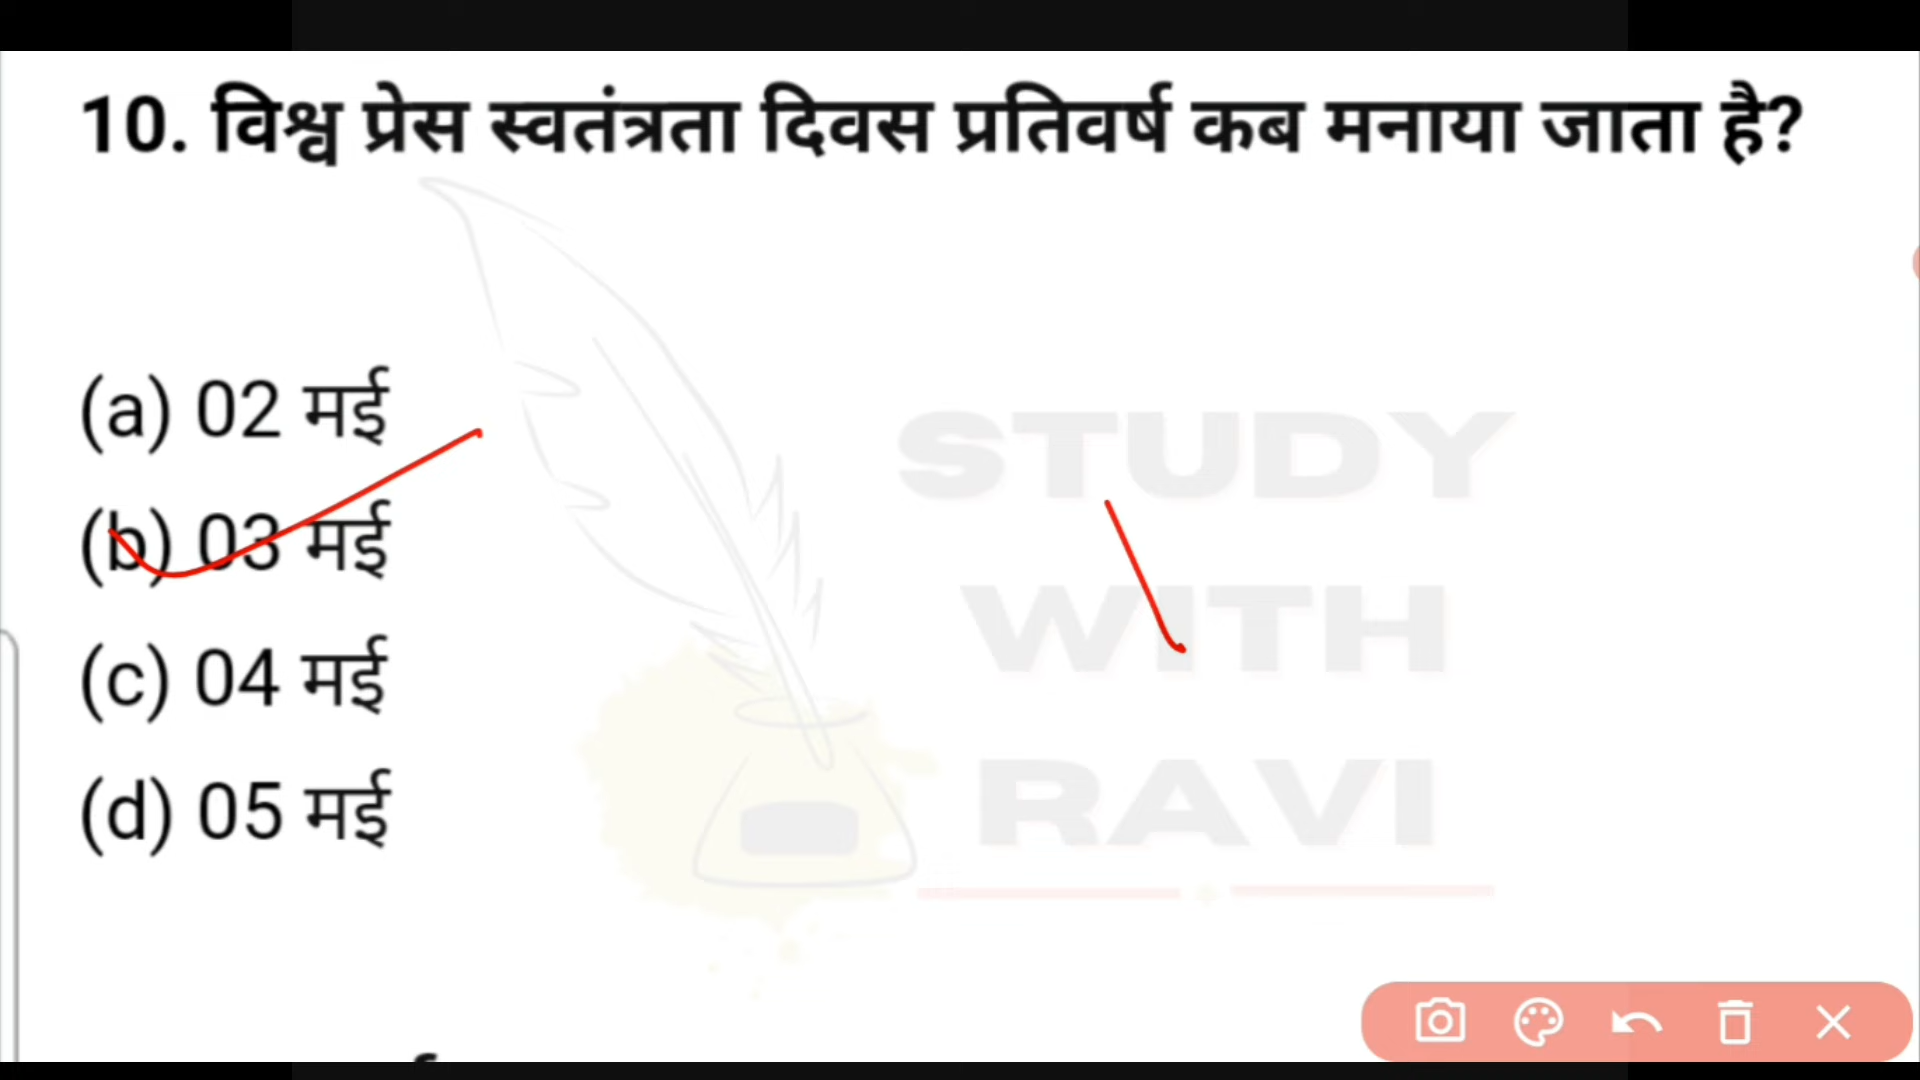 10. विश्व प्रेस स्वतंत्रता दिवस प्रतिवर्ष कब मनाया जाता है?
(a) 02 मई
(b) 03 मई
(c) 04 मई
(d) 05 मई
STUDY
WITH
RAVI